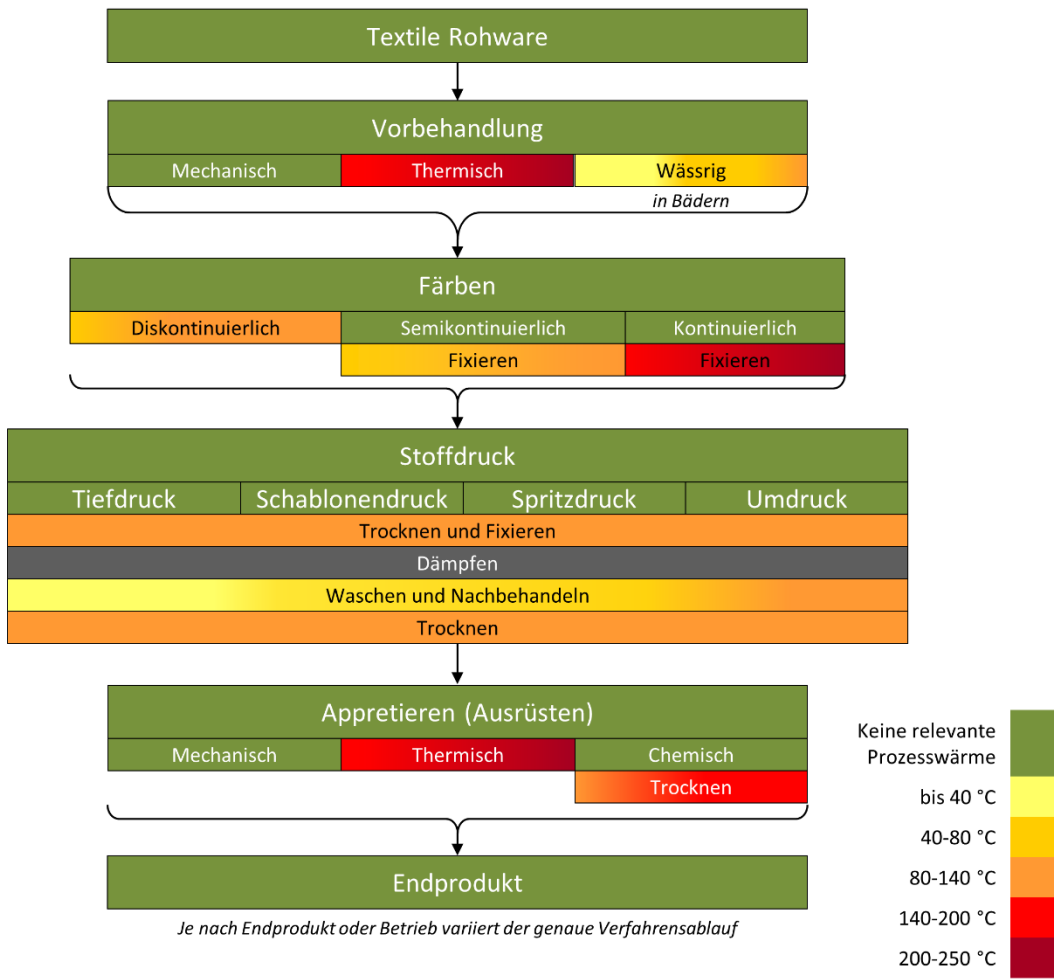 Textile Rohware
Vorbehandlung
Mechanisch Thermisch Wässrig
in Bädern
Färben
Diskontinuierlich Semikontinuierlich Kontinuierlich
Fixieren Fixieren
Stoffdruck
Tiefdruck Schablonendruck Spritzdruck Umdruck
Trocknen und Fixieren
Dämpfen
Waschen und Nachbehandeln
Trocknen
Appretieren (Ausrüsten)
Mechanisch Thermisch Chemisch
Trocknen
Endprodukt
Je nach Endprodukt oder Betrieb variiert der genaue Verfahrensablauf
Keine relevante
Prozesswärme
bis 40 °C
40-80 °C
80-140 °C
140-200 °C
200-250 °C